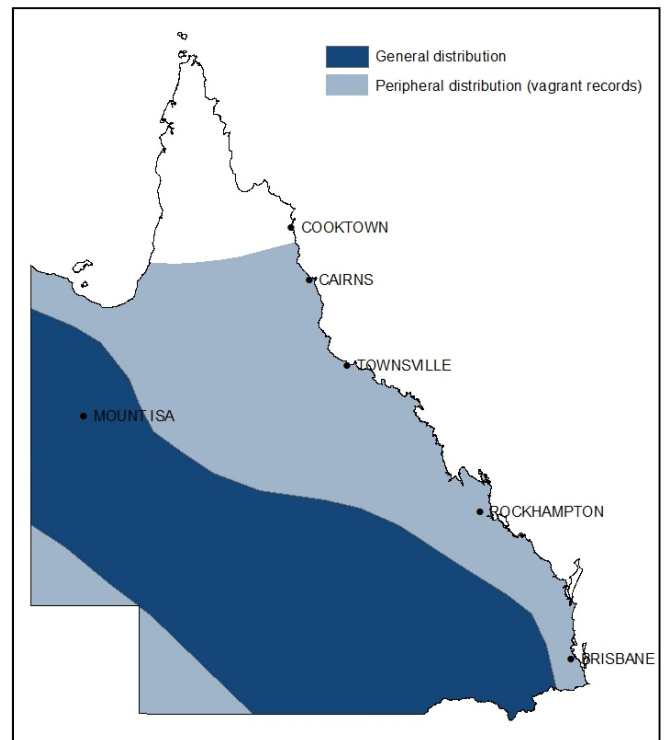 General distribution
Peripheral distribution (vagrant records)
COOKTOWN
CAIRNS
TOWNSVILLE
MOUNT ISA
ROCKHAMPTON
BRISBANE